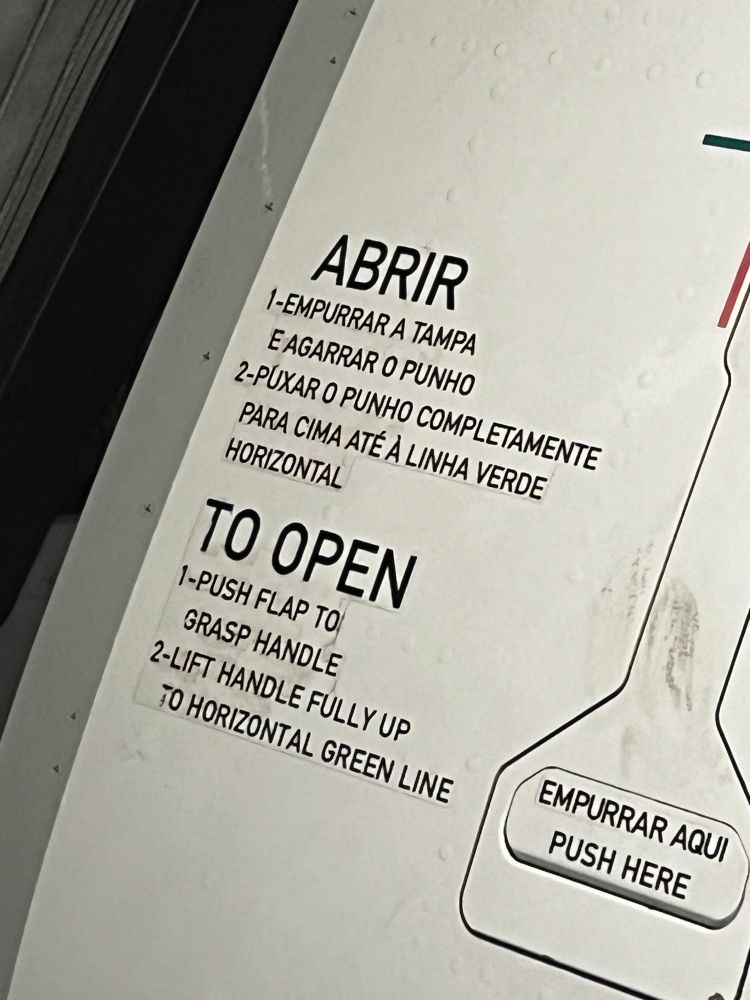 ABRIR
1-EMPURRAR A TAMPA
E AGARRAR O PUNHO
2-PUXAR O PUNHO COMPLETAMENTE
PARA CIMA ATÉ À LINHA VERDE
HORIZONTAL
TO OPEN
1-PUSH FLAP TO
GRASP HANDLE
2-LIFT HANDLE FULLY UP
TO HORIZONTAL GREEN LINE
EMPURRAR AQUI
PUSH HERE